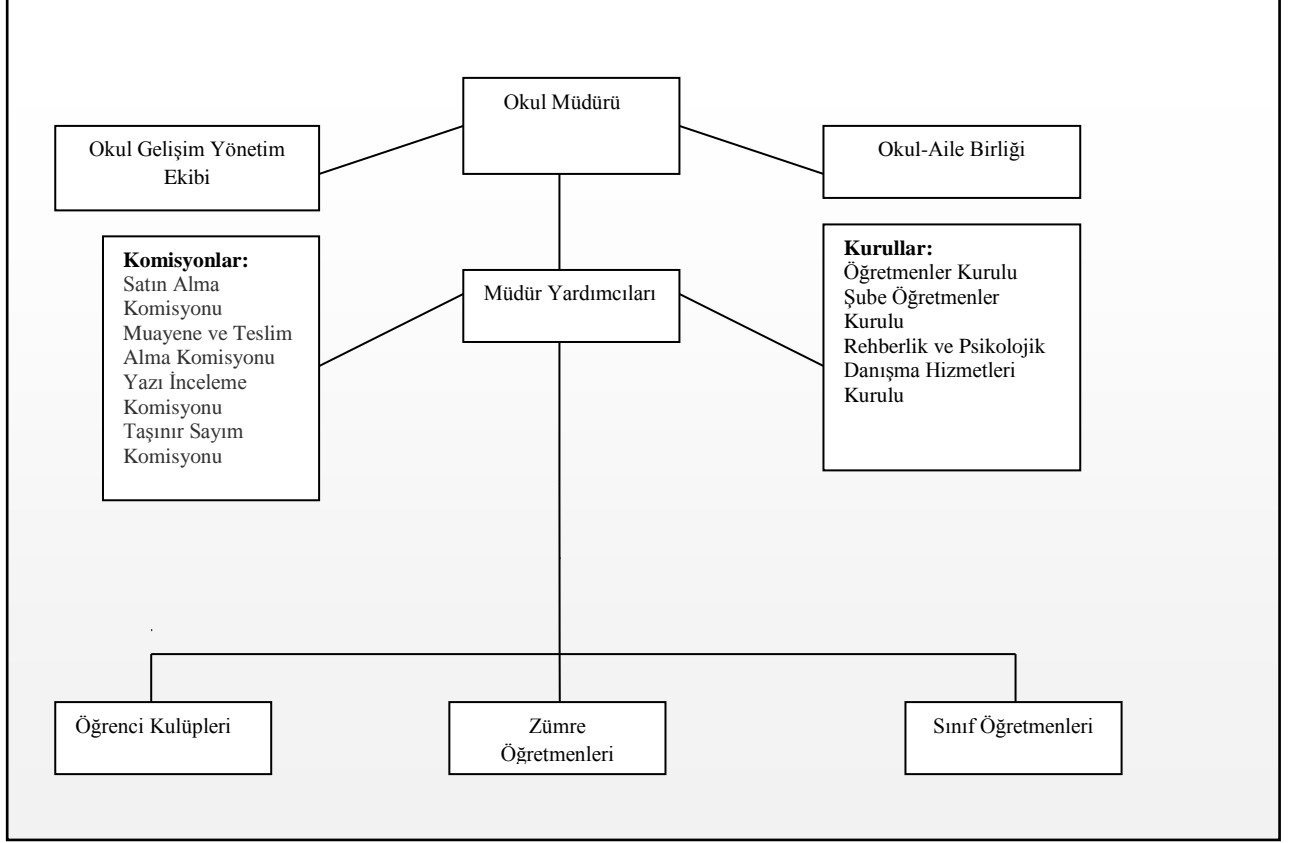 Okul Müdürü
Okul Gelişim Yönetim
Ekibi
Okul-Aile Birliği
Komisyonlar:
Satın Alma
Komisyonu
Muayene ve Teslim
Alma Komisyonu
Yazı İnceleme
Komisyonu
Taşınır Sayım
Komisyonu
Müdür Yardımcıları
Kurullar:
Öğretmenler Kurulu
Şube Öğretmenler
Kurulu
Rehberlik ve Psikolojik
Danışma Hizmetleri
Kurulu
Öğrenci Kulüpleri
Zümre
Öğretmenleri
Sınıf Öğretmenleri